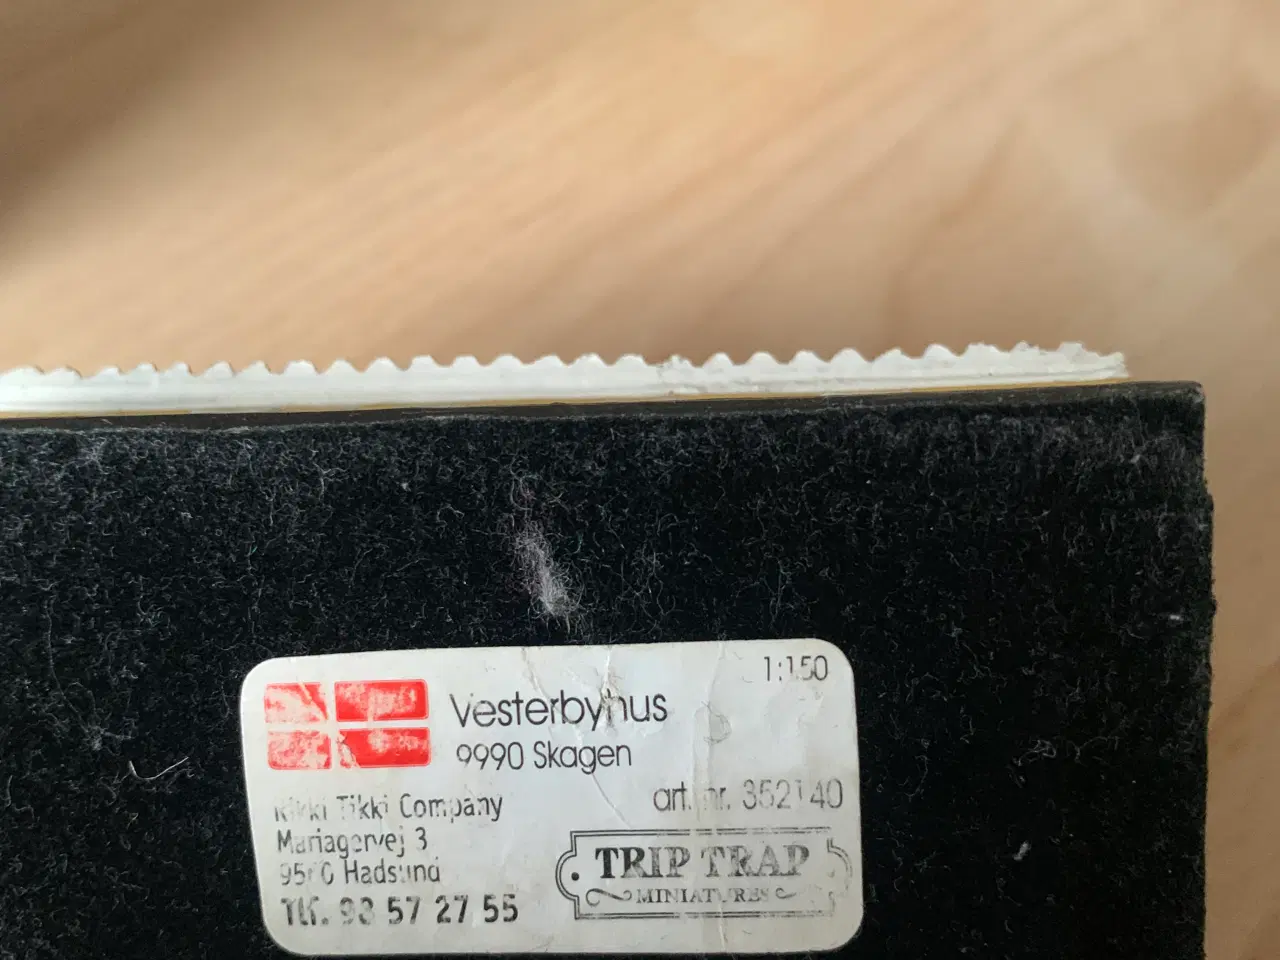 1:150
Vesterbyhus
9990 Skagen
art. nr. 352140
Rikki Tikki Company
Mariagervej 3
9560 Hadsund
Tlf. 98 57 27 55
TRIP TRAP
MINIATURES